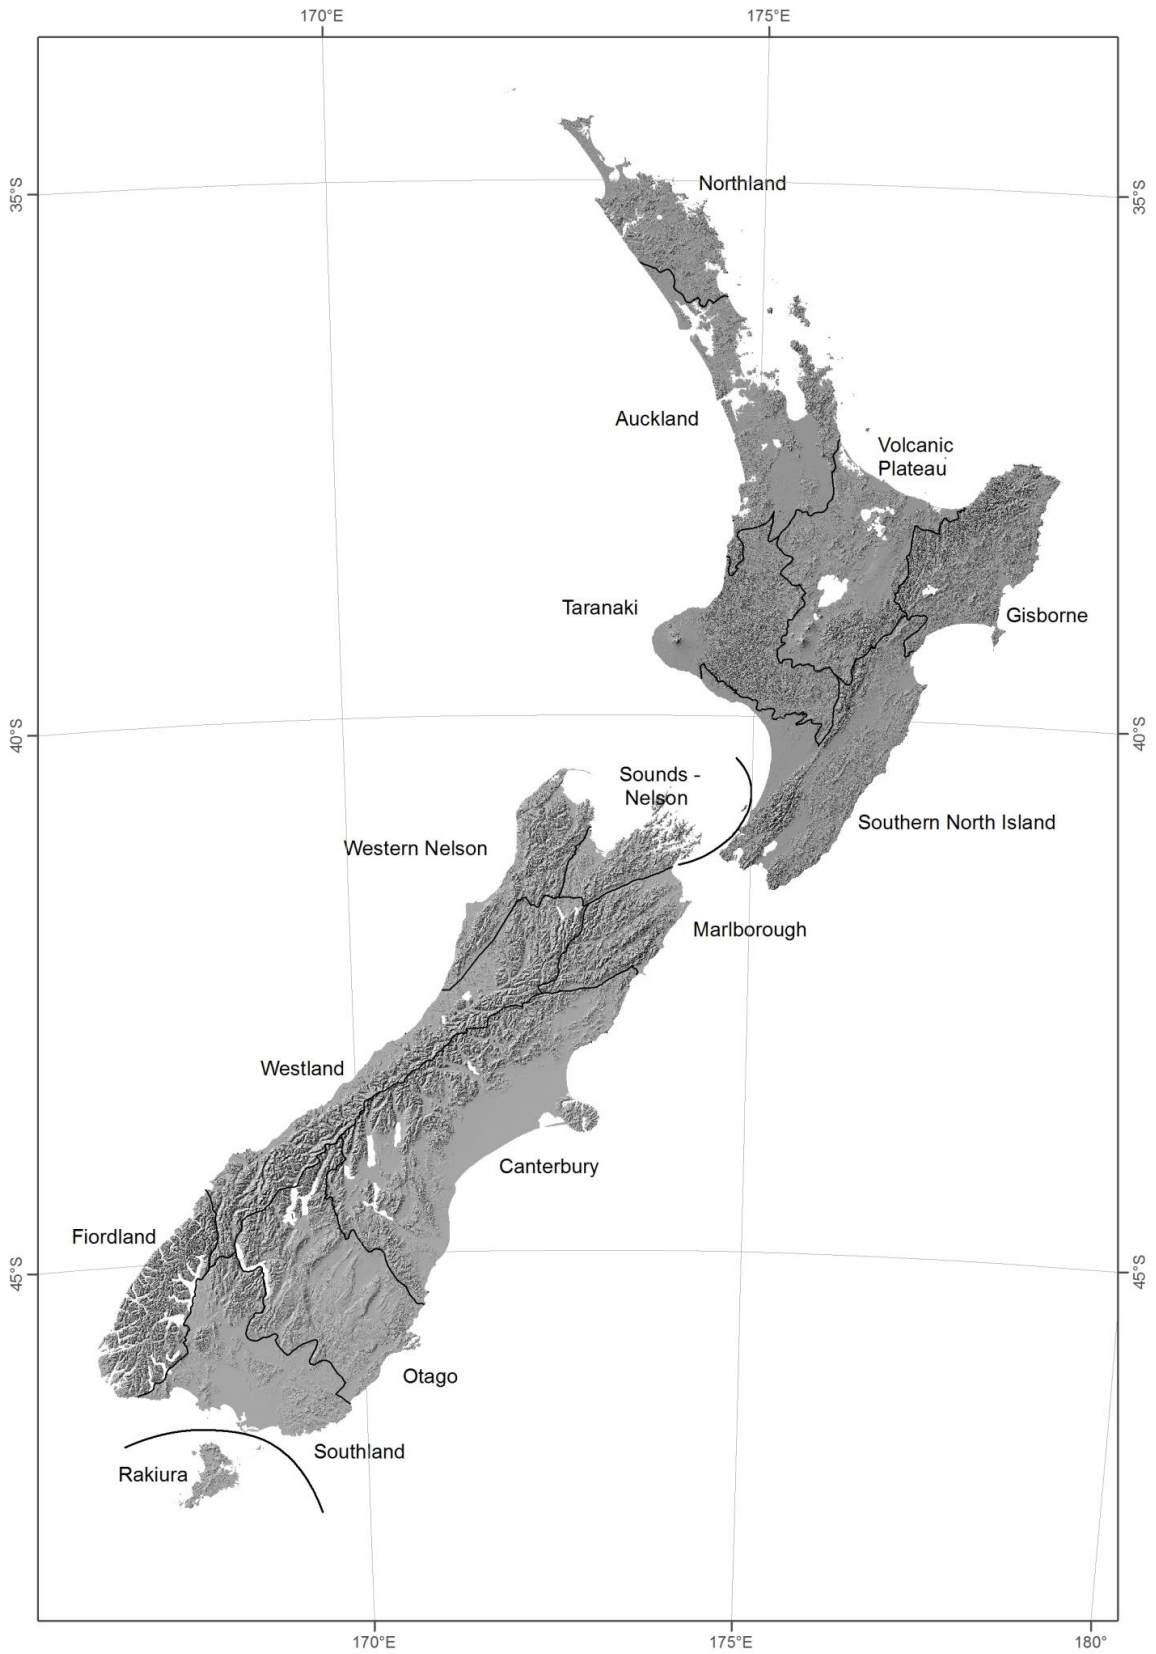 170°E
175°E
35°S
35°S
Northland
Auckland
Volcanic
Plateau
Taranaki
Gisborne
40°S
40°S
Sounds -
Nelson
Southern North Island
Western Nelson
Marlborough
Westland
Canterbury
Fiordland
45°S
45°S
Otago
Southland
Rakiura
170°E
175°E
180°